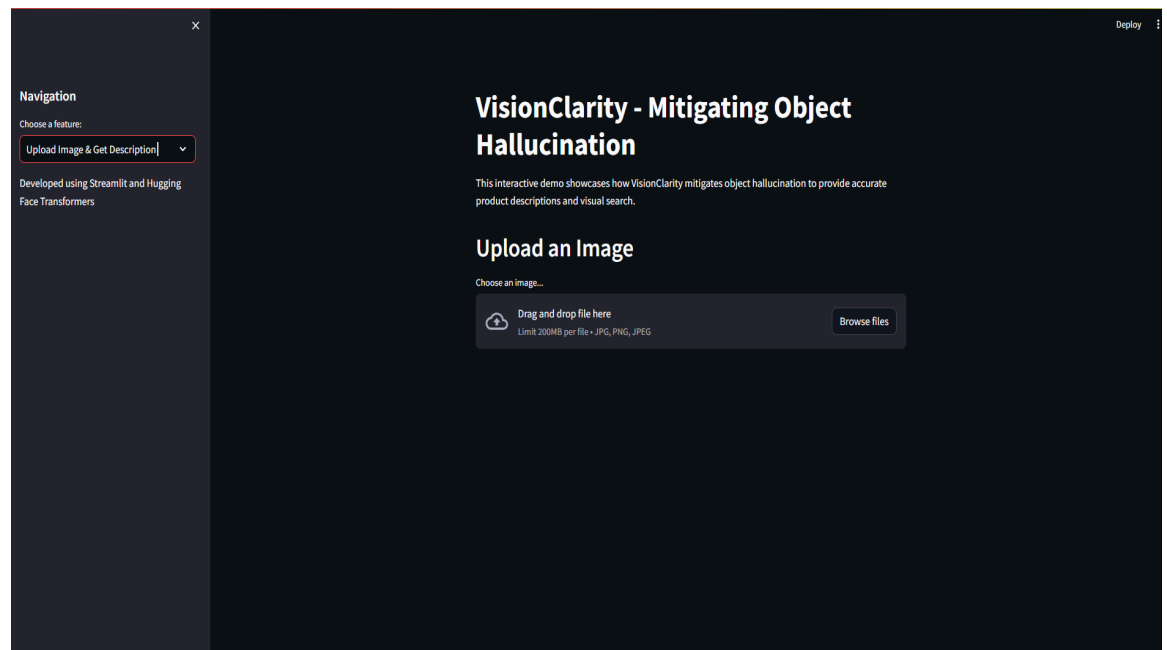 Deploy
Navigation
Choose a feature:
Upload Image & Get Description
Developed using Streamlit and Hugging
Face Transformers
VisionClarity - Mitigating Object
Hallucination
This interactive demo showcases how VisionClarity mitigates object hallucination to provide accurate
product descriptions and visual search.
Upload an Image
Choose an image...
Drag and drop file here
Limit 200MB per file • JPG, PNG, JPEG
Browse files